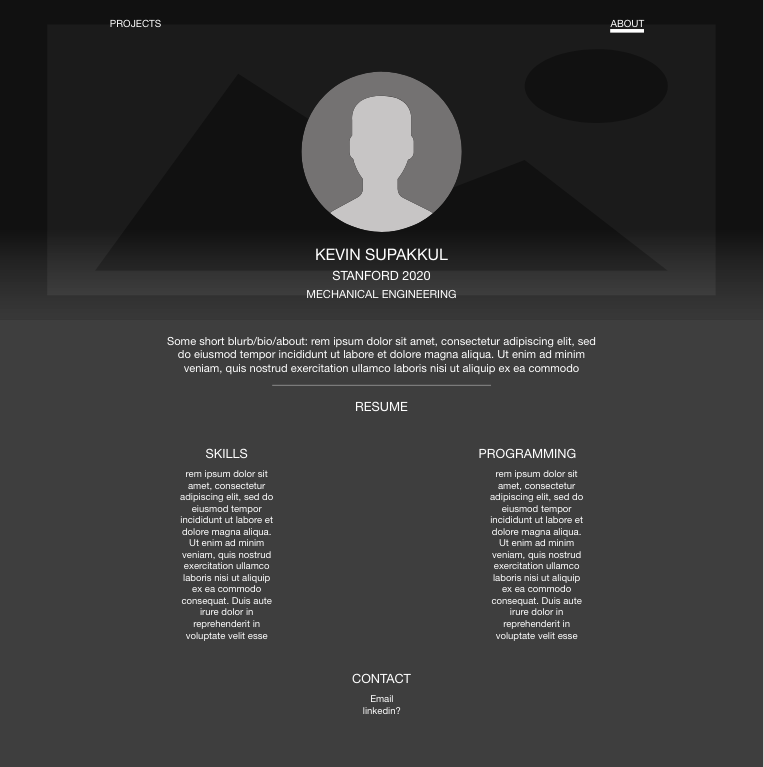 PROJECTS
ABOUT
KEVIN SUPAKKUL
STANFORD 2020
MECHANICAL ENGINEERING
Some short blurb/bio/about: rem ipsum dolor sit amet, consectetur adipiscing elit, sed
do eiusmod tempor incididunt ut labore et dolore magna aliqua. Ut enim ad minim
veniam, quis nostrud exercitation ullamco laboris nisi ut aliquip ex ea commodo
RESUME
SKILLS
rem ipsum dolor sit
amet, consectetur
adipiscing elit, sed do
eiusmod tempor
incididunt ut labore et
dolore magna aliqua.
Ut enim ad minim
veniam, quis nostrud
exercitation ullamco
laboris nisi ut aliquip
ex ea commodo
consequat. Duis aute
irure dolor in
reprehenderit in
voluptate velit esse
PROGRAMMING
rem ipsum dolor sit
amet, consectetur
adipiscing elit, sed do
eiusmod tempor
incididunt ut labore et
dolore magna aliqua.
Ut enim ad minim
veniam, quis nostrud
exercitation ullamco
laboris nisi ut aliquip
ex ea commodo
consequat. Duis aute
irure dolor in
reprehenderit in
voluptate velit esse
CONTACT
Email
linkedin?